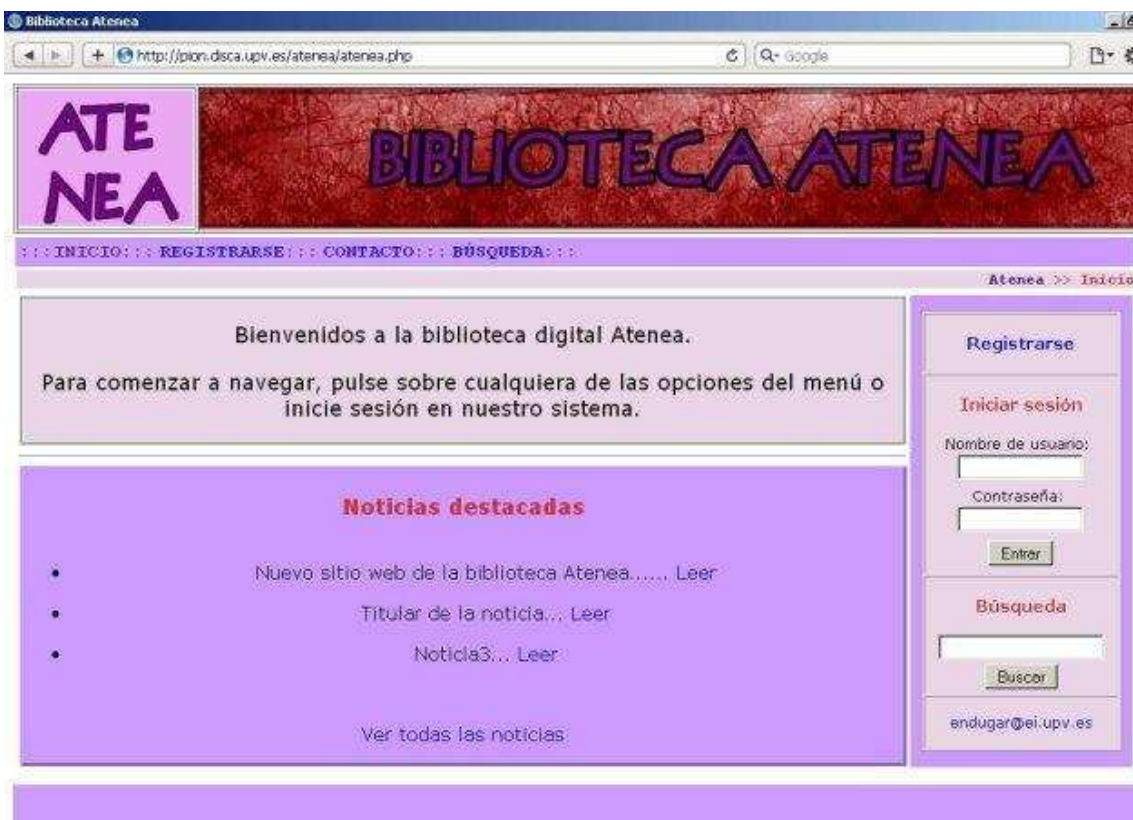 Biblioteca Atenea
http://pion.disca.upv.es/atenea/atenea.php
Google
ATE
NEA
BIBLIOTECA ATENEA
:::INICIO::: REGISTRARSE::: CONTACTO::: BÚSQUEDA:::
Atenea >> Inicio
Bienvenidos a la biblioteca digital Atenea.
Para comenzar a navegar, pulse sobre cualquiera de las opciones del menú o
inicie sesión en nuestro sistema.
Noticias destacadas
• Nuevo sitio web de la biblioteca Atenea...... Leer
• Titular de la noticia... Leer
• Noticia3... Leer
Ver todas las noticias
Registrarse
Iniciar sesión
Nombre de usuario:
Contraseña:
Entrar
Búsqueda
Buscar
endugar@ei.upv.es